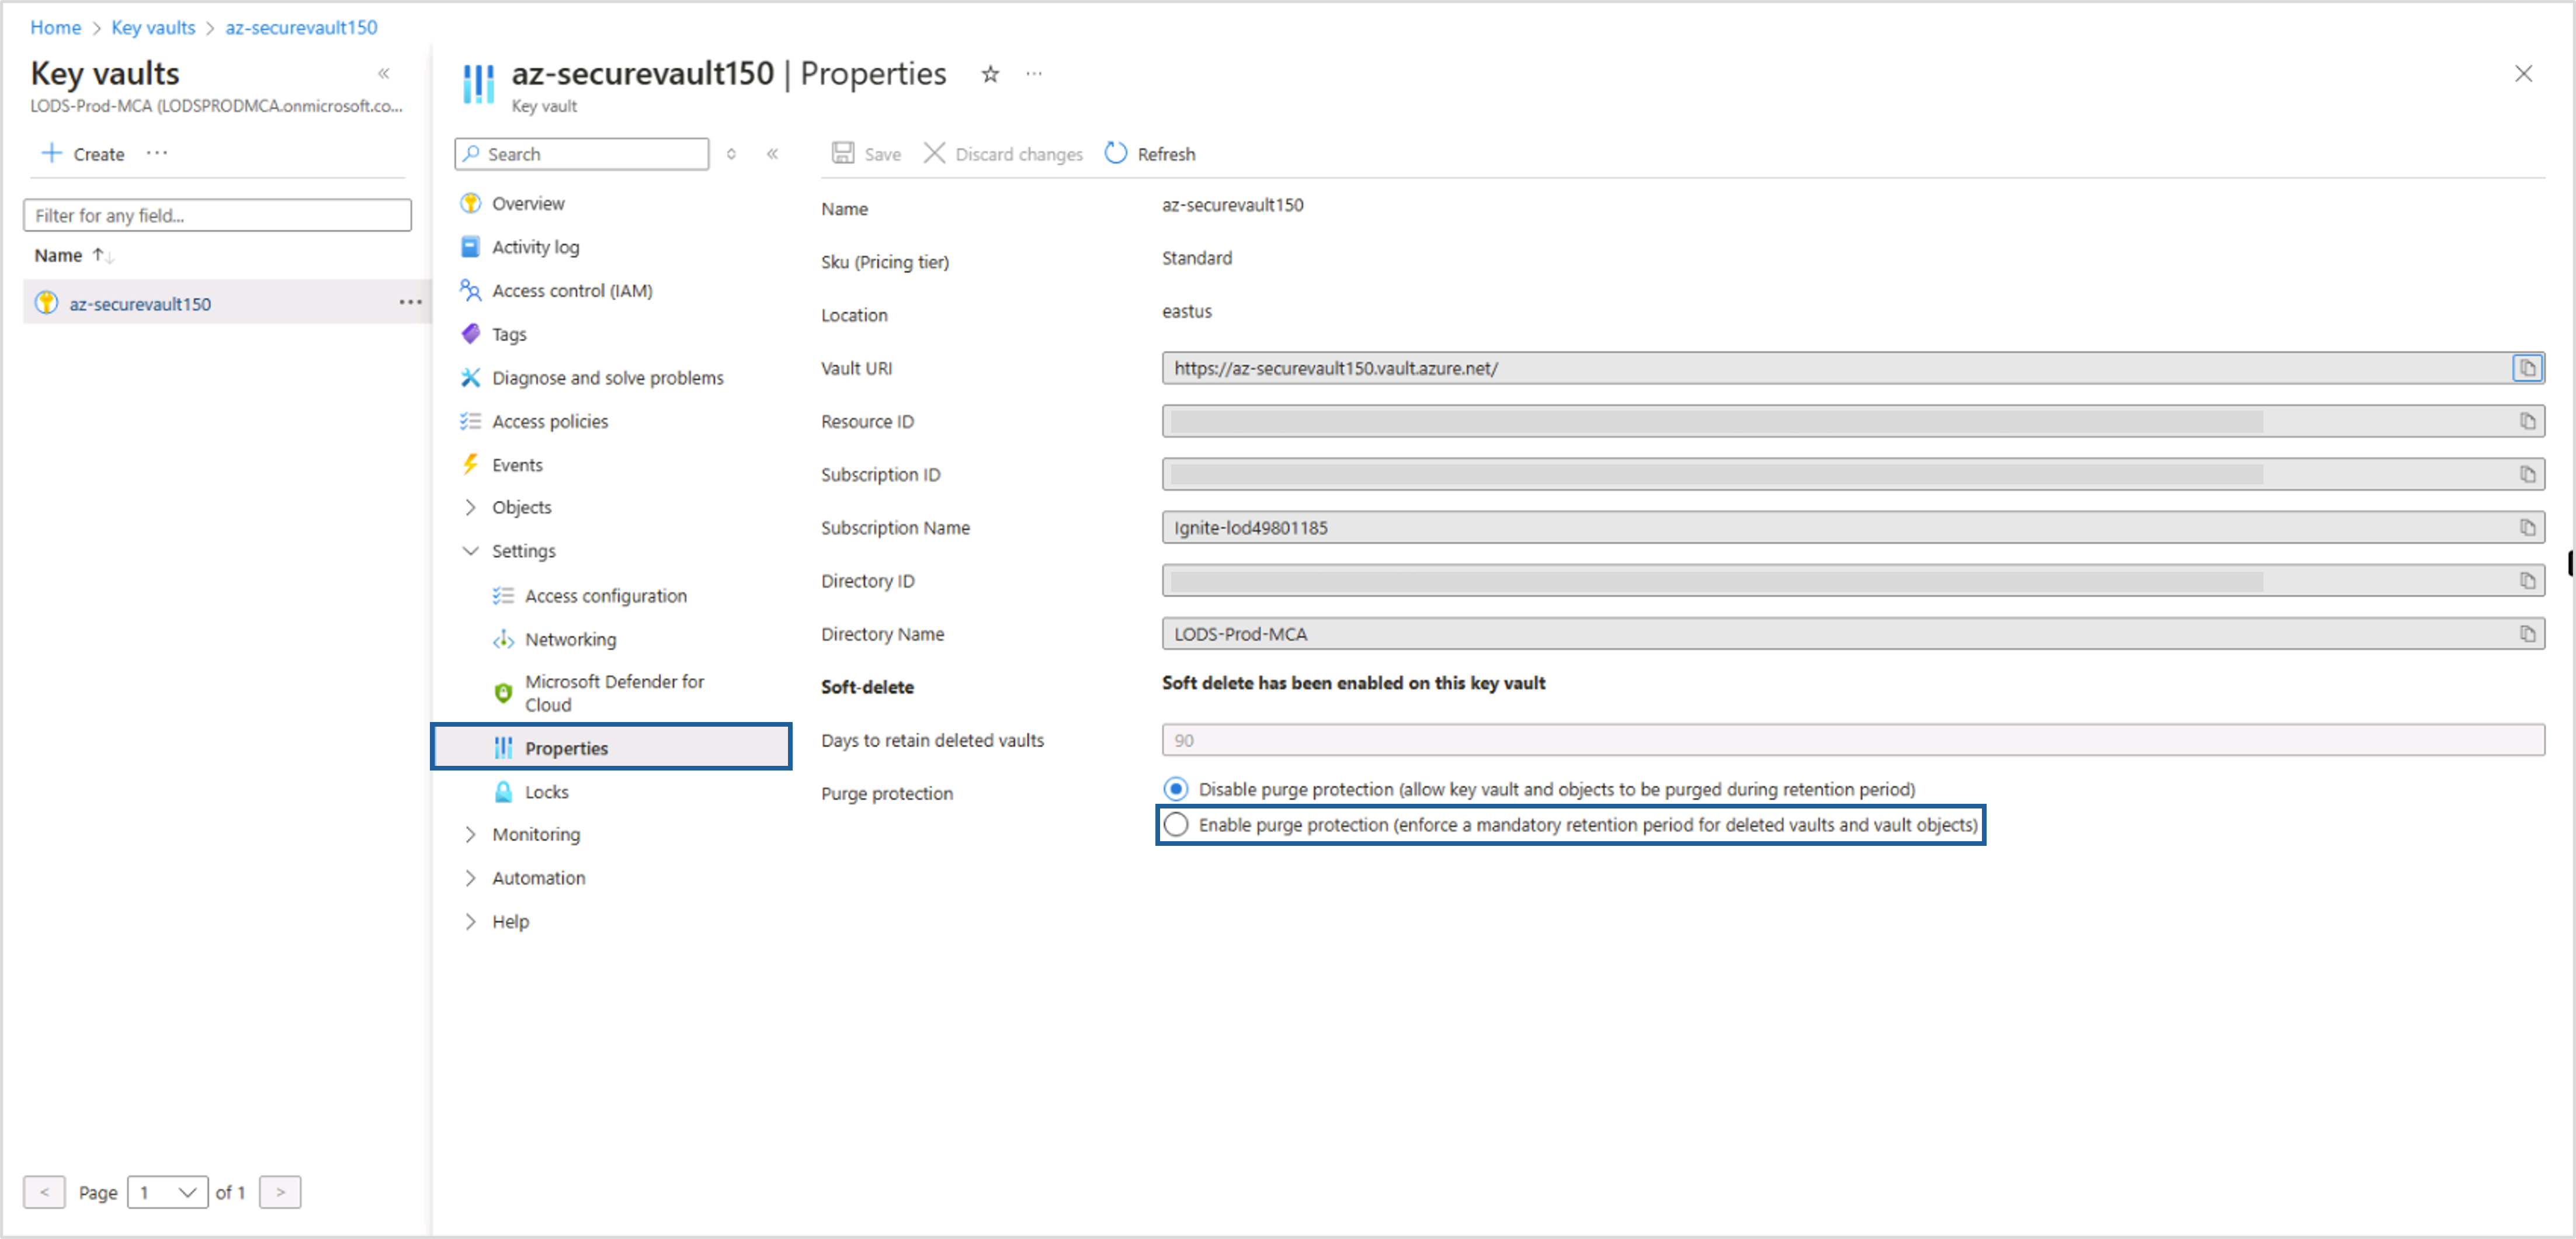 Home > Key vaults > az-securevault150
Key vaults
LODS-Prod-MCA (LODSPRODMCA.onmicrosoft.co...
Create
Filter for any field...
Name
az-securevault150
Page 1 of 1
az-securevault150 | Properties
Key vault
Search
Overview
Activity log
Access control (IAM)
Tags
Diagnose and solve problems
Access policies
Events
Objects
Settings
Access configuration
Networking
Microsoft Defender for
Cloud
Properties
Locks
Monitoring
Automation
Help
Save Discard changes Refresh
Name az-securevault150
Sku (Pricing tier) Standard
Location eastus
Vault URI https://az-securevault150.vault.azure.net/
Resource ID
Subscription ID
Subscription Name Ignite-lod49801185
Directory ID
Directory Name LODS-Prod-MCA
Soft-delete Soft delete has been enabled on this key vault
Days to retain deleted vaults 90
Purge protection Disable purge protection (allow key vault and objects to be purged during retention period)
Enable purge protection (enforce a mandatory retention period for deleted vaults and vault objects)